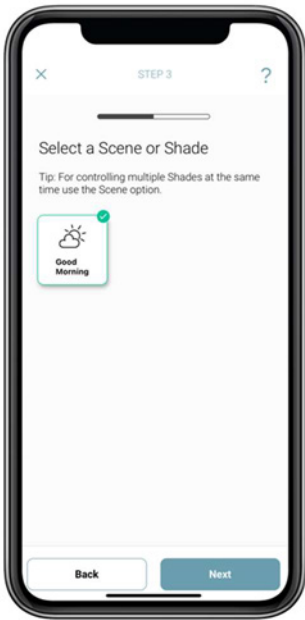 STEP 3
?
Select a Scene or Shade
Tip: For controlling multiple Shades at the same
time use the Scene option.
Good
Morning
Back
Next